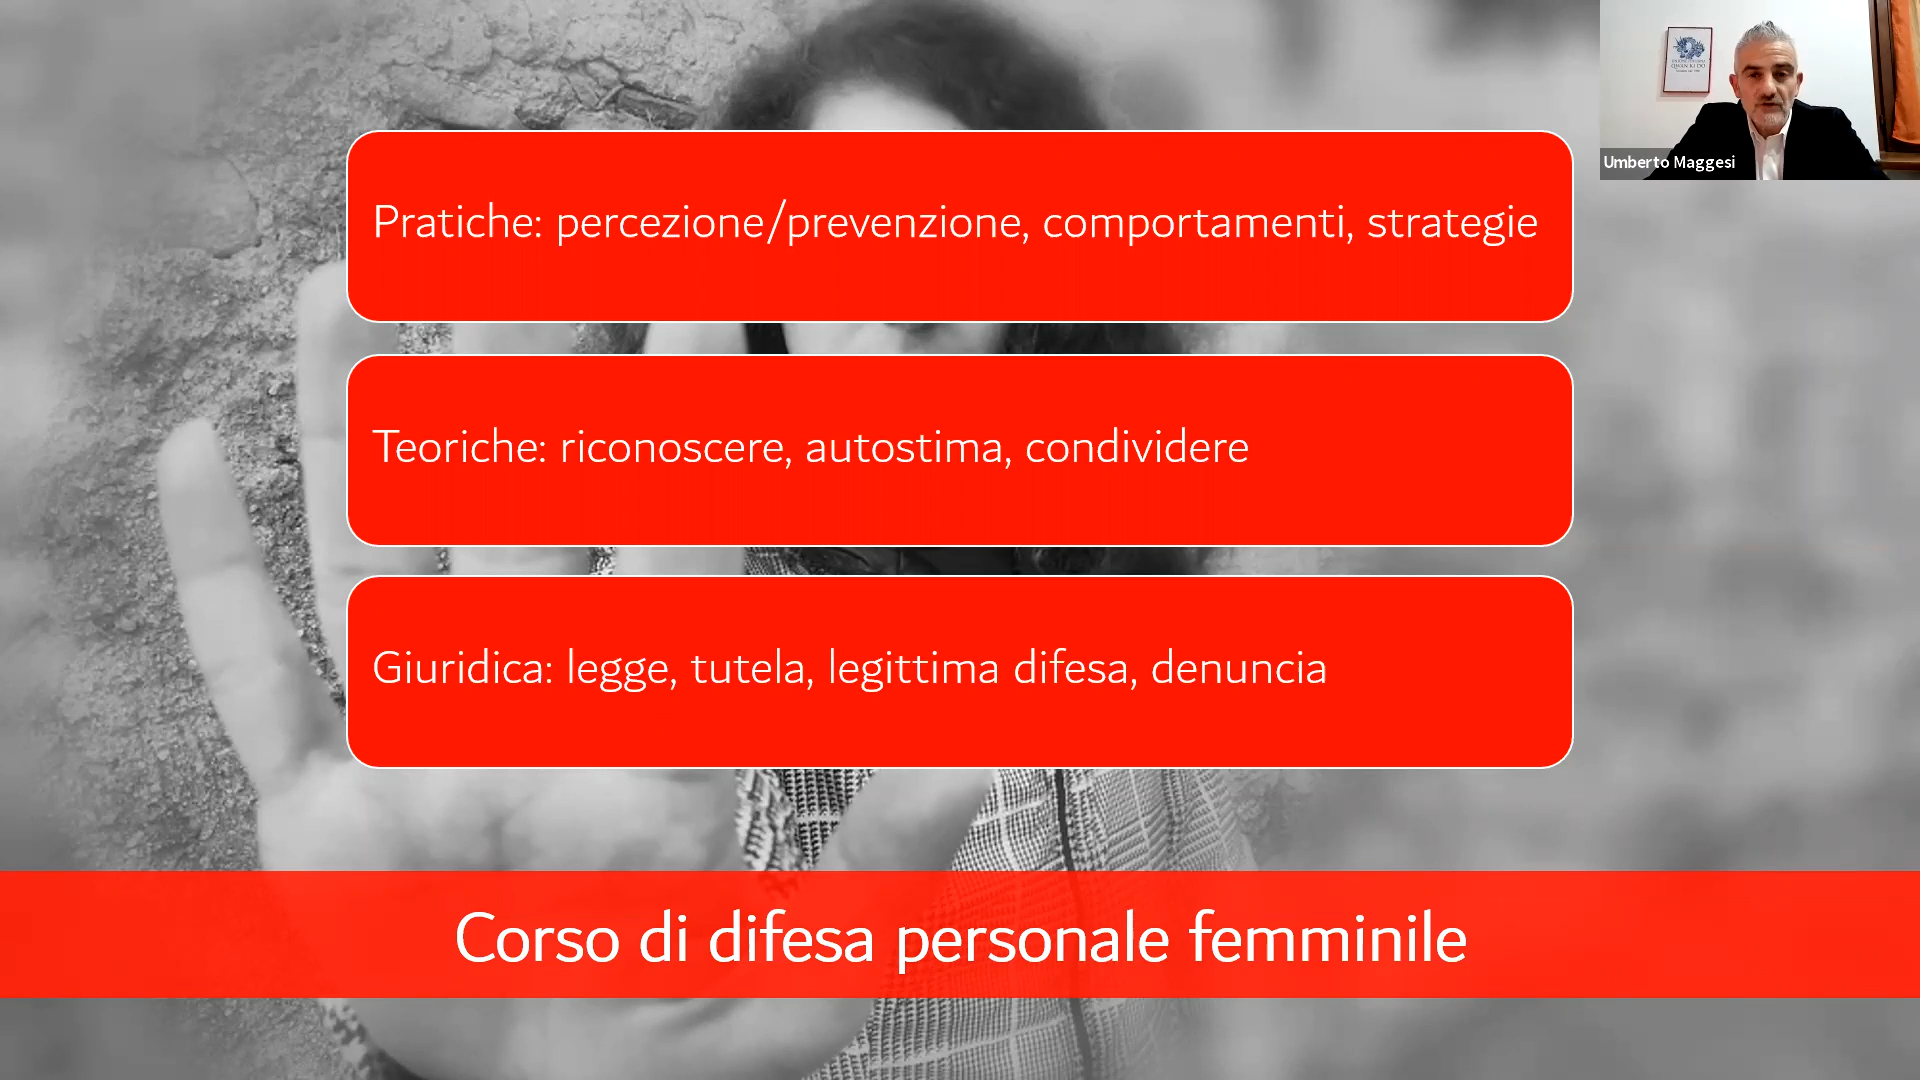 Pratiche: percezione/prevenzione, comportamenti, strategie
Teoriche: riconoscere, autostima, condividere
Giuridica: legge, tutela, legittima difesa, denuncia
Corso di difesa personale femminile
Umberto Maggesi